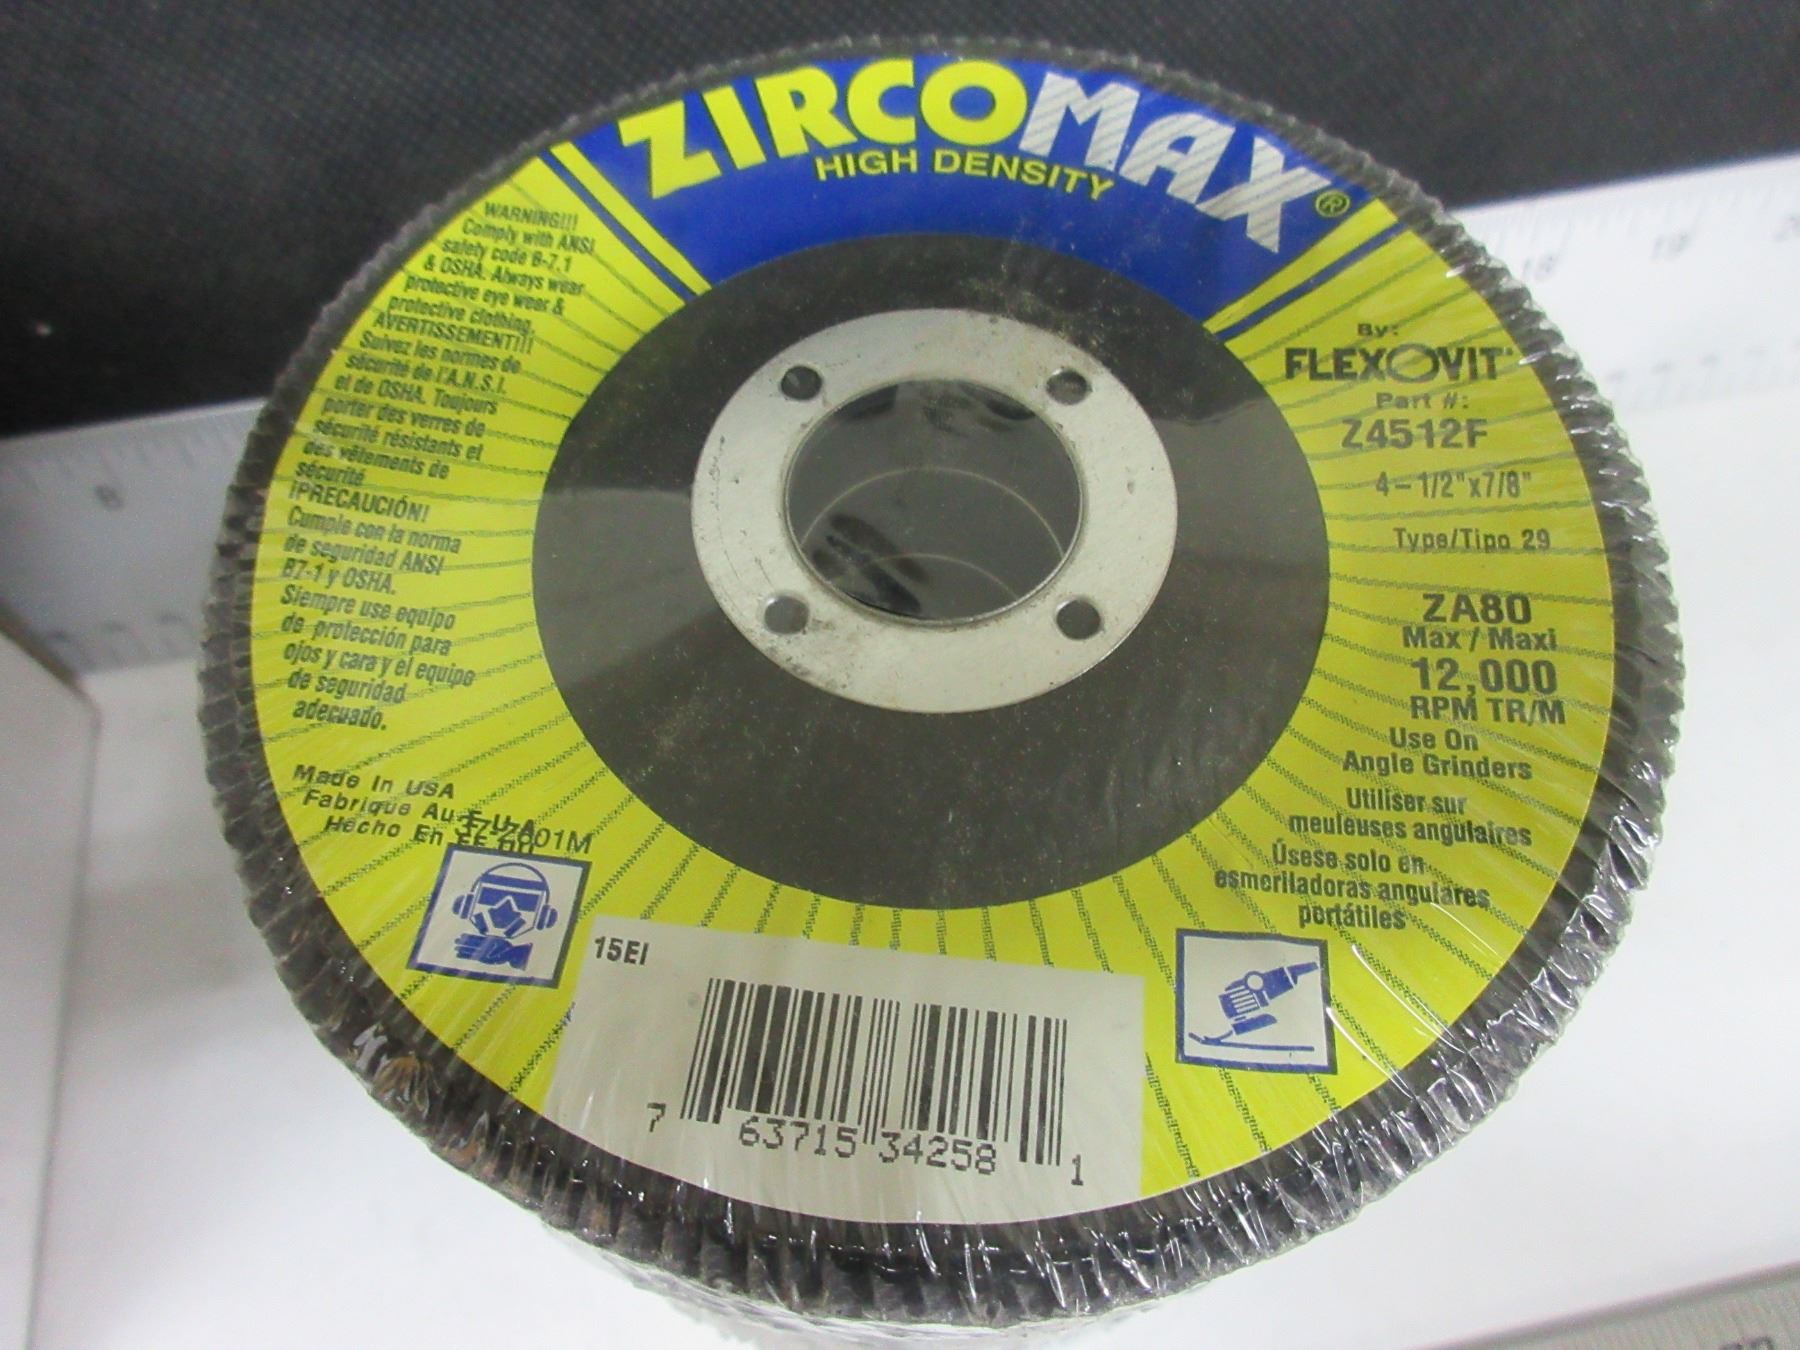 ZIRCOMAX®
HIGH DENSITY
WARNING!!!
Comply with ANSI
safety code B-7.1
& OSHA. Always wear
protective eye wear &
protective clothing.
AVERTISSEMENT!!!
Suivez les normes de
sécurité de l'A.N.S.I.
et de OSHA. Toujours
porter des verres de
sécurité résistants et
des vêtements de
sécurité
¡PRECAUCIÓN!
Cumple con la norma
de seguridad ANSI
B7-1 y OSHA.
Siempre use equipo
de protección para
ojos y cara y el equipo
de seguridad
adecuado.
Made In USA
Fabrique Au E.U.A
Hecho En EE.UU
By:
FLEXOVIT
Part #:
Z4512F
4-1/2"x7/8"
Type/Tipo 29
ZA80
Max/Maxi
12,000
RPM TR/M
Use On
Angle Grinders
Utiliser sur
meuleuses angulaires
Úsese solo en
esmeriladoras angulares
portátiles
15EI
7 63715 34258 1
18 19
6